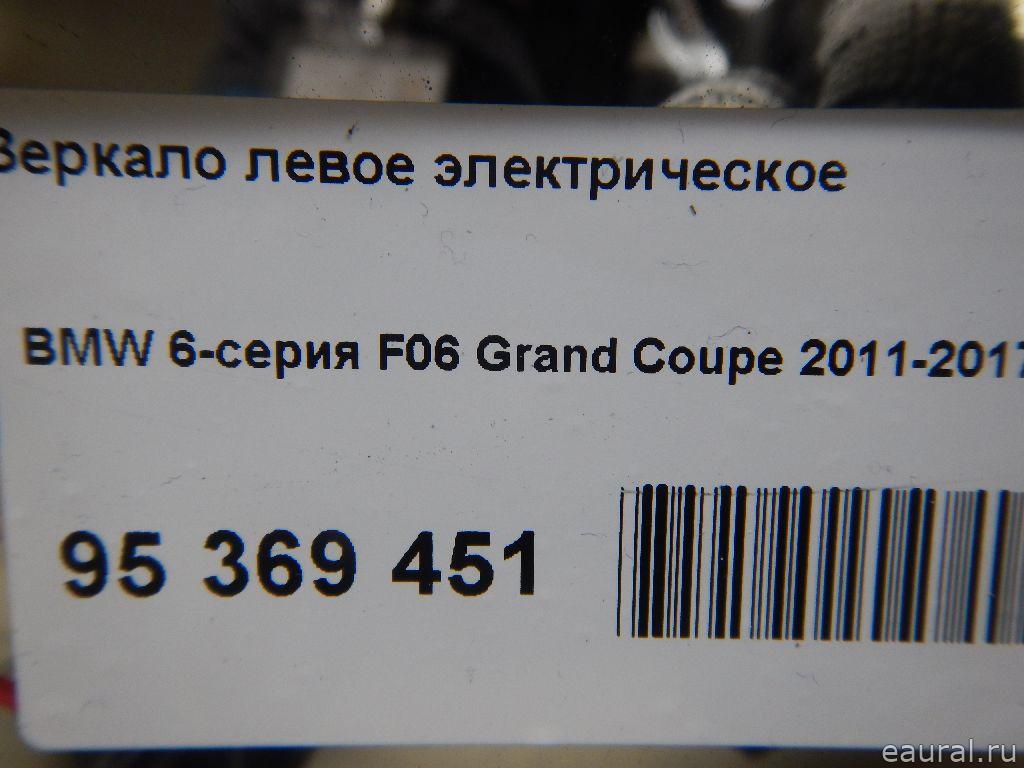 Зеркало левое электрическое
BMW 6-серия F06 Grand Coupe 2011-2017
95 369 451
eaural.ru